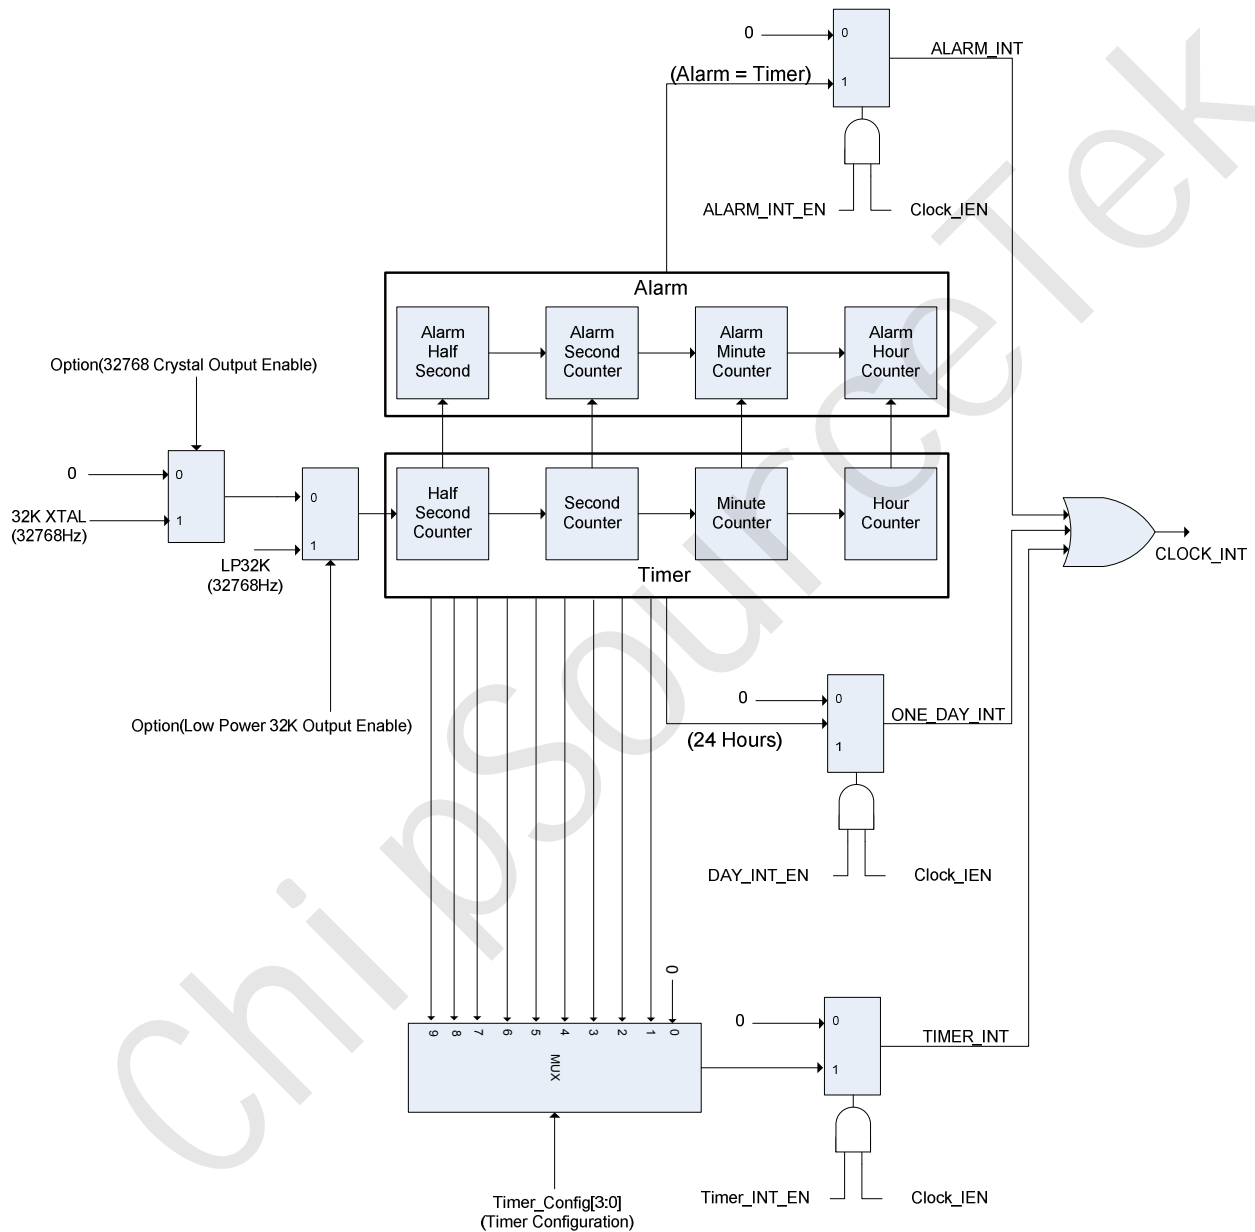 0
0
ALARM_INT
(Alarm = Timer)
1
ALARM_INT_EN
Clock_IEN
Alarm
Alarm
Half
Second
Alarm
Second
Counter
Alarm
Minute
Counter
Alarm
Hour
Counter
Option(32768 Crystal Output Enable)
0
0
32K XTAL
(32768Hz)
1
0
1
LP32K
(32768Hz)
Half
Second
Counter
Second
Counter
Minute
Counter
Hour
Counter
Timer
CLOCK_INT
Option(Low Power 32K Output Enable)
0
0
ONE_DAY_INT
(24 Hours)
1
DAY_INT_EN
Clock_IEN
0
9 8 7 6 5 4 3 2 1 0
MUX
0
0
TIMER_INT
1
Timer_INT_EN
Clock_IEN
Timer_Config[3:0]
(Timer Configuration)
Chi pSourceTek